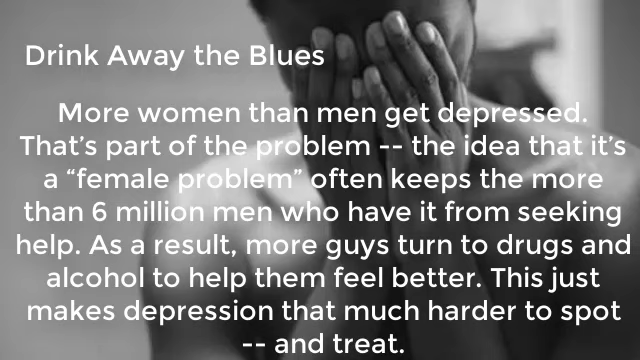 Drink Away the Blues
More women than men get depressed.
That’s part of the problem -- the idea that it’s
a “female problem” often keeps the more
than 6 million men who have it from seeking
help. As a result, more guys turn to drugs and
alcohol to help them feel better. This just
makes depression that much harder to spot
-- and treat.